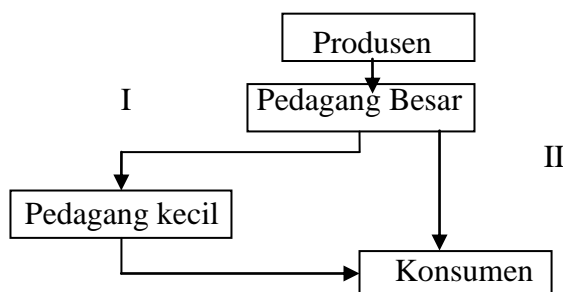 Produsen
I
Pedagang Besar
II
Pedagang kecil
Konsumen